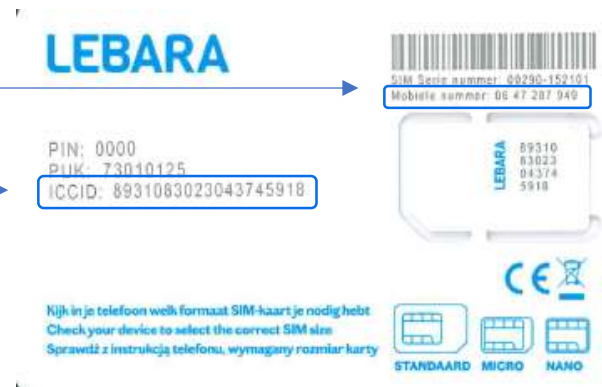 LEBARA
SIM Serie nummer: 00290-152101
Mobiele nummer: 06 47 287 949
PIN: 0000
PUK: 73010125
ICCID: 8931083023043745918
LEBARA
89310
83023
04374
5918
CE
Kijk in je telefoon welk formaat SIM-kaart je nodig hebt
Check your device to select the correct SIM size
Sprawdź z instrukcją telefonu, wymagany rozmiar karty
STANDAARD MICRO NANO